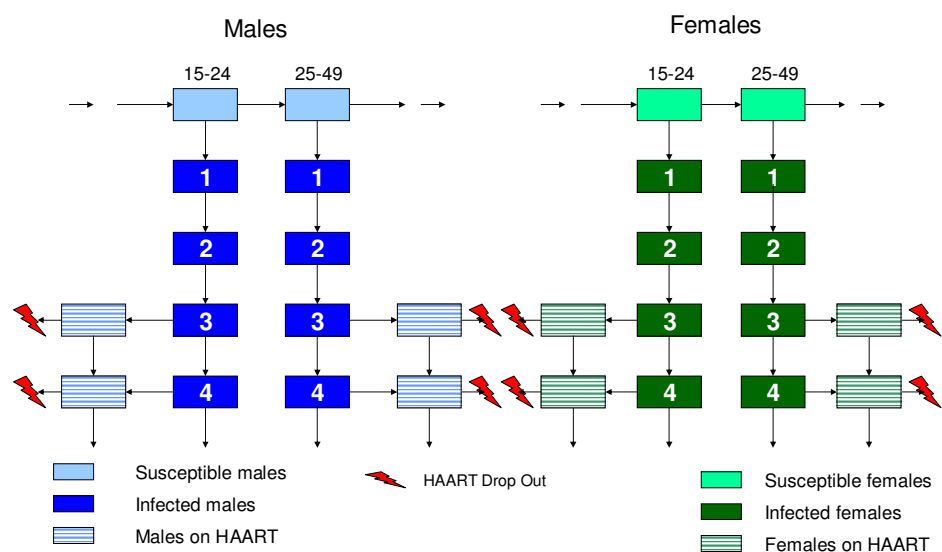 Males
Females
15-24
25-49
15-24
25-49
1
1
1
1
2
2
2
2
3
3
3
3
4
4
4
4
Susceptible males
Infected males
Males on HAART
HAART Drop Out
Susceptible females
Infected females
Females on HAART